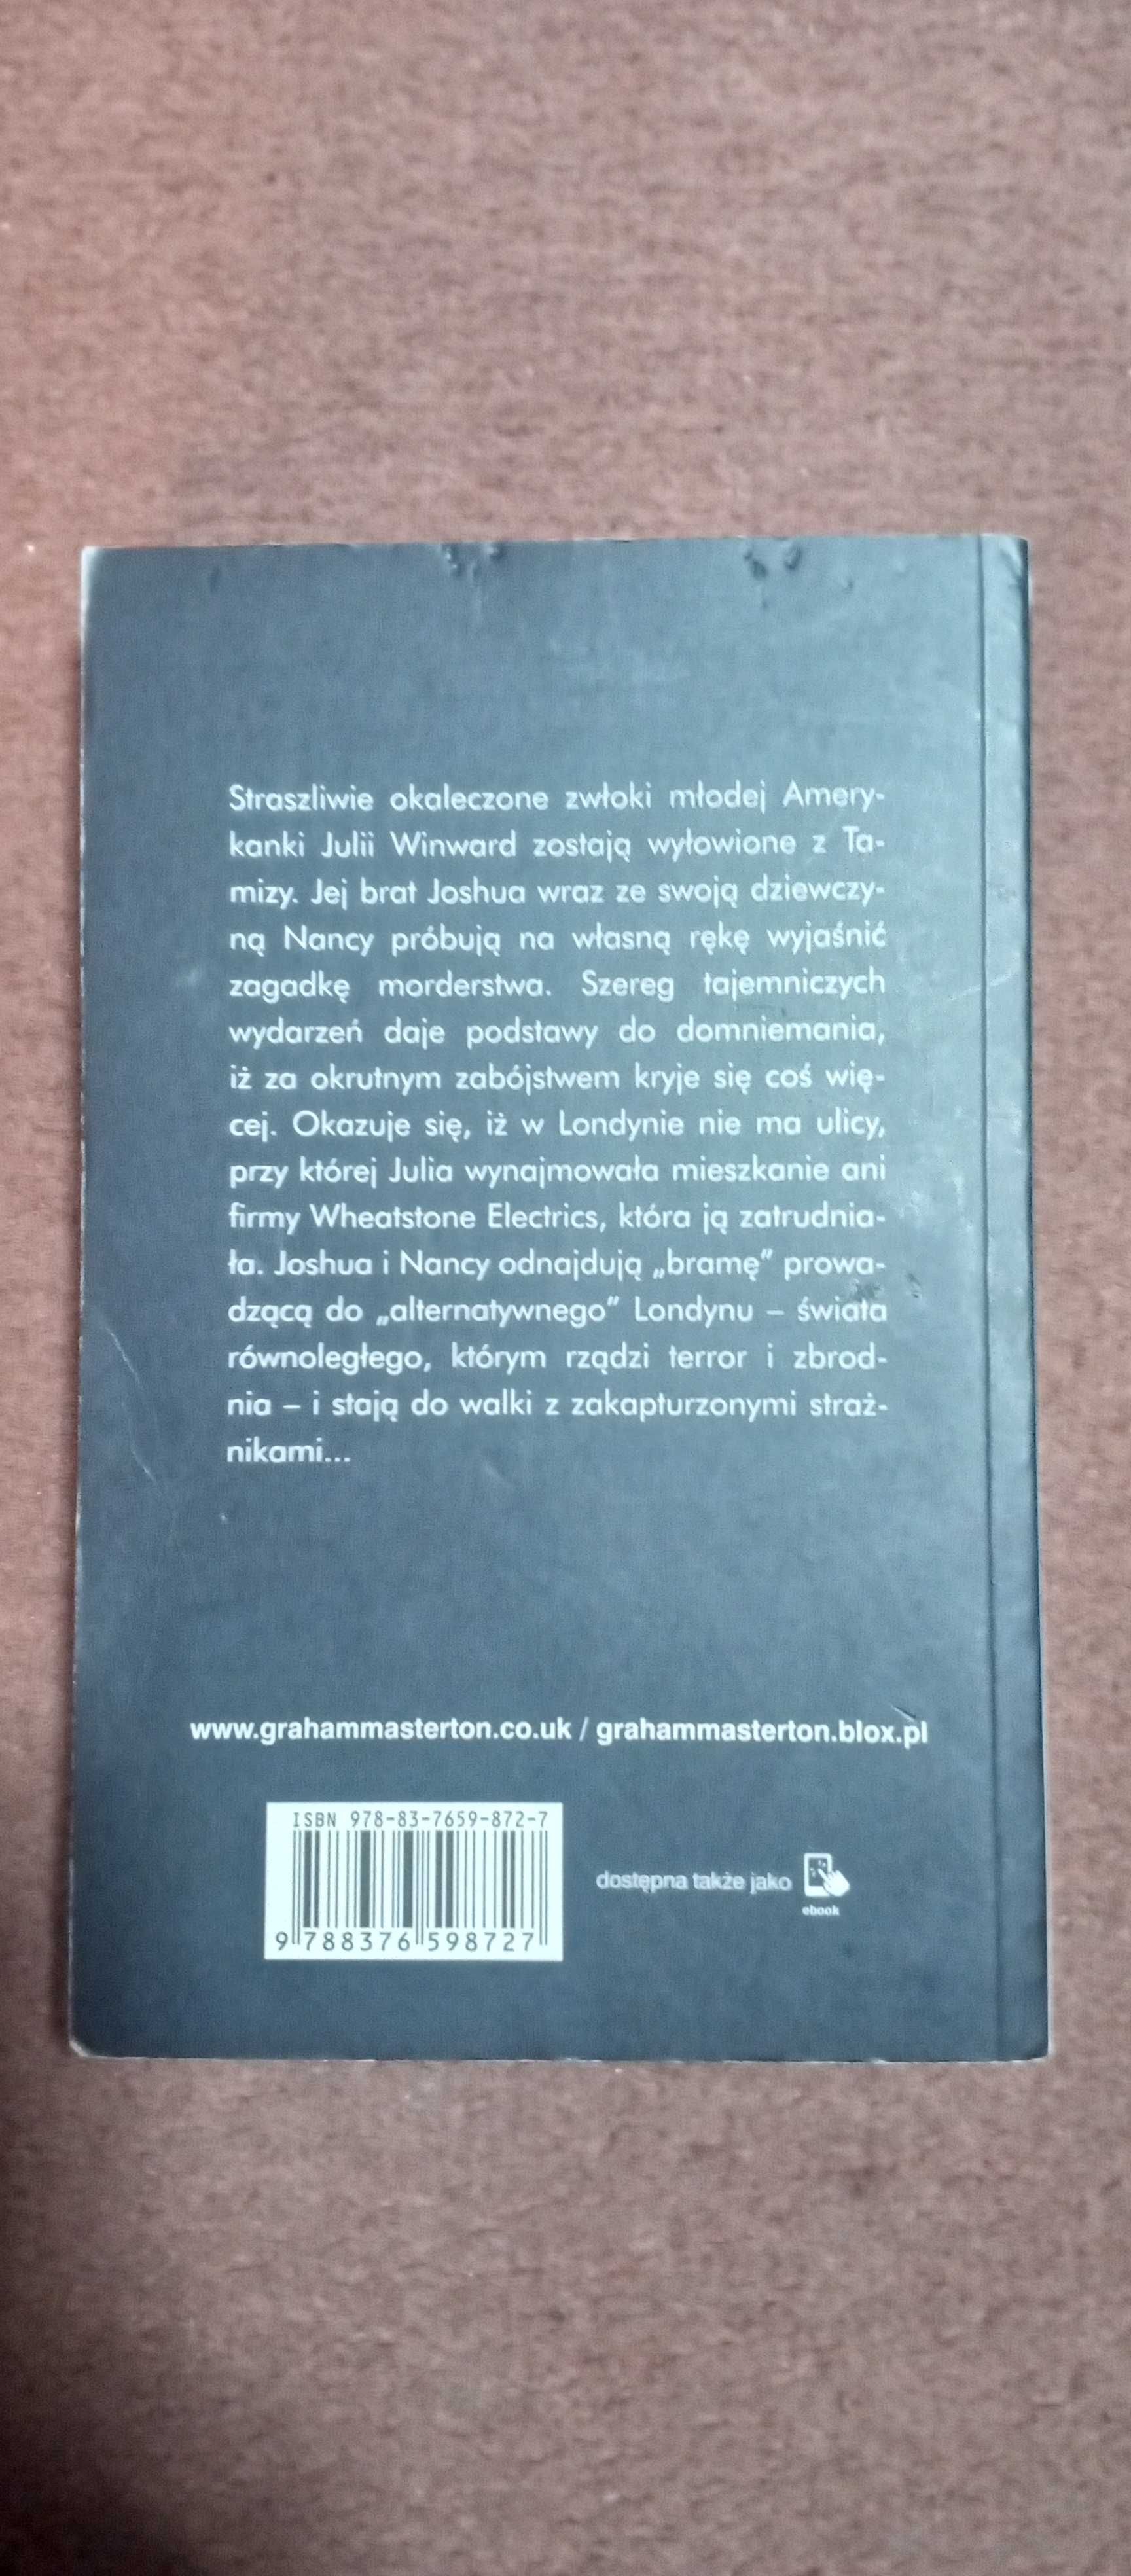 Straszliwie okaleczone zwłoki młodej Amery-
kanki Julii Winward zostają wyłowione z Ta-
mizy. Jej brat Joshua wraz ze swoją dziewczy-
ną Nancy próbują na własną rękę wyjaśnić
zagadkę morderstwa. Szereg tajemniczych
wydarzeń daje podstawy do domniemania,
iż za okrutnym zabójstwem kryje się coś wię-
cej. Okazuje się, iż w Londynie nie ma ulicy,
przy której Julia wynajmowała mieszkanie ani
firmy Wheatstone Electrics, która ją zatrudnia-
ła. Joshua i Nancy odnajdują „bramę” prowa-
dzącą do „alternatywnego” Londynu – świata
równoległego, którym rządzi terror i zbrod-
nia – i stają do walki z zakapturzonymi straż-
nikami...
www.grahammasterton.co.uk / grahammasterton.blox.pl
ISBN 978-83-7659-872-7
9 788376 598727
dostępna także jako
ebook